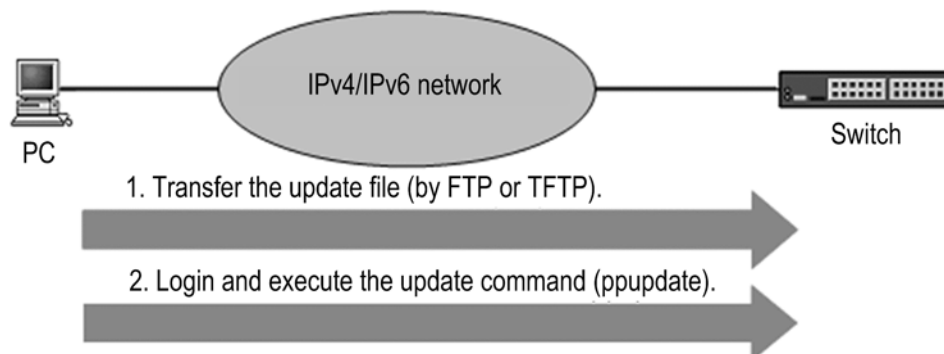 IPv4/IPv6 network
PC
Switch
1. Transfer the update file (by FTP or TFTP).
2. Login and execute the update command (ppupdate).